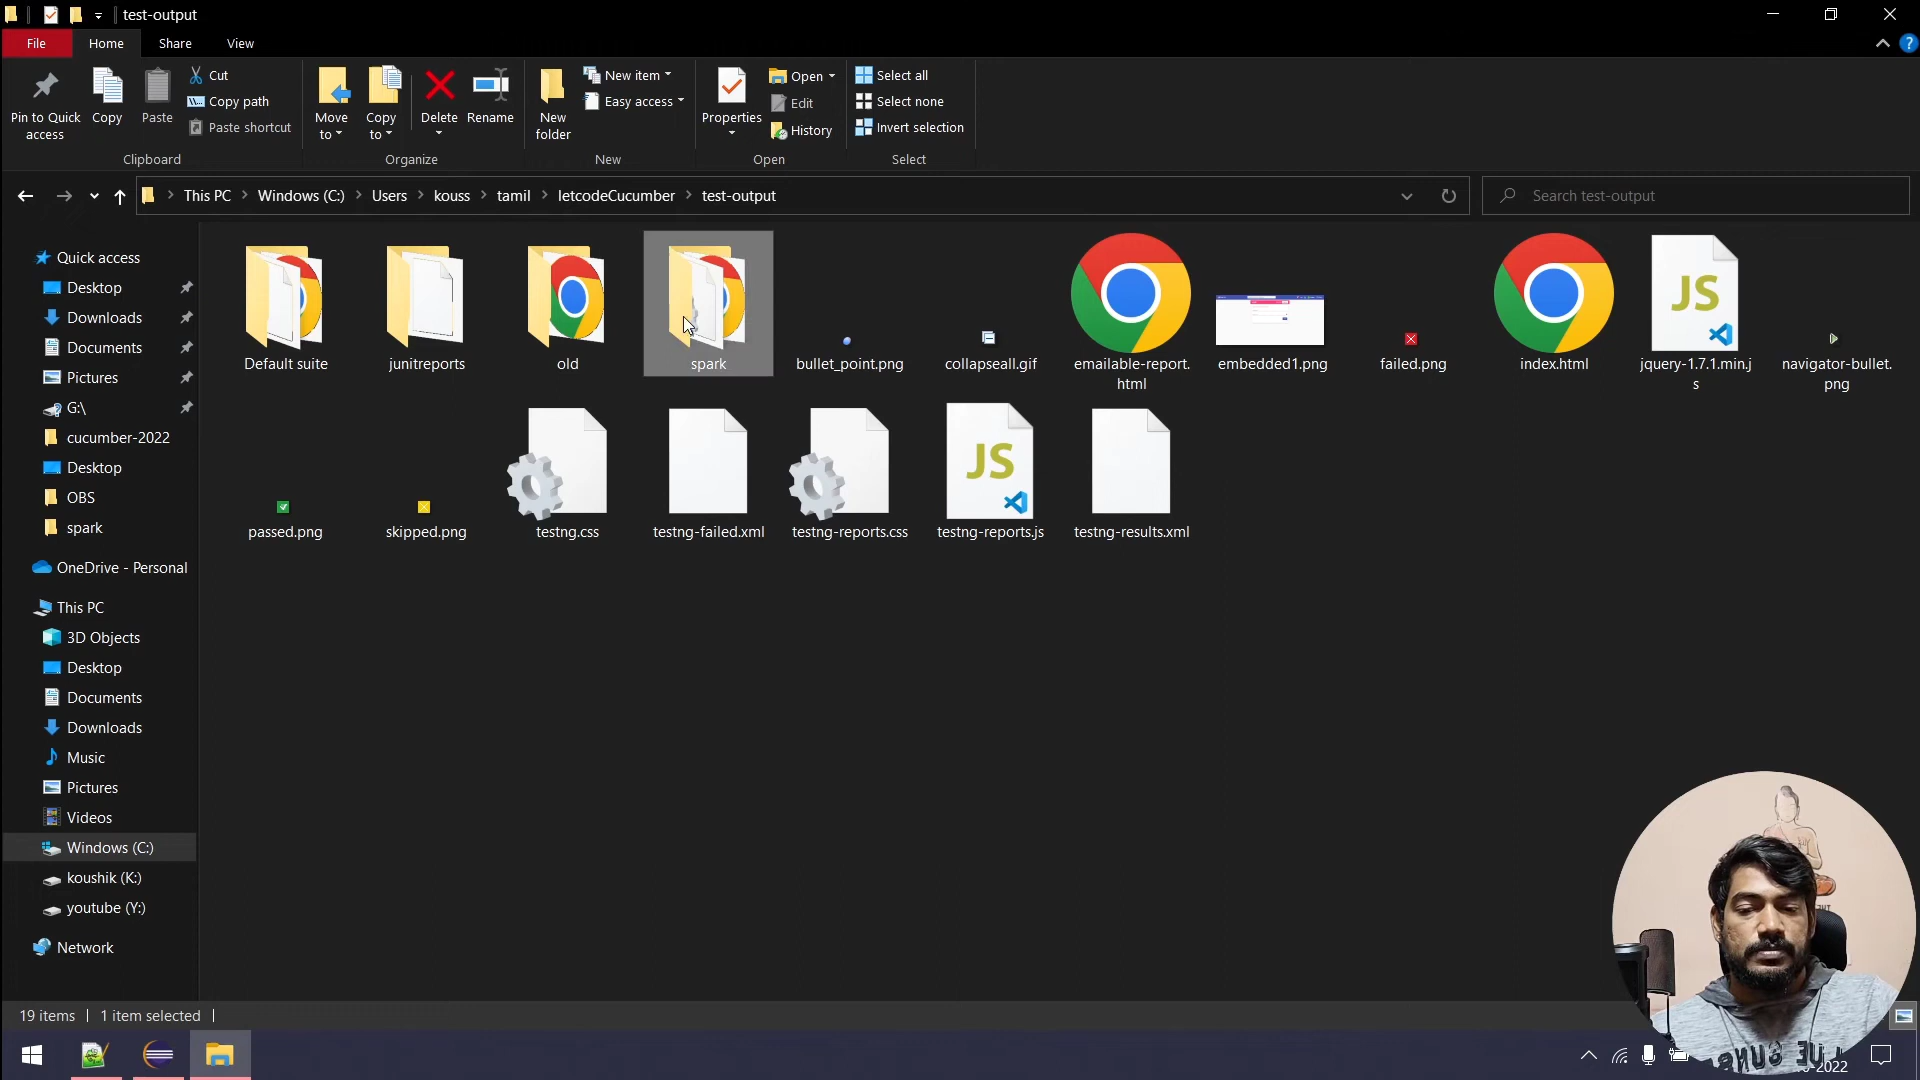 test-output
File Home Share View
Pin to Quick access
Copy
Paste
Cut
Copy path
Paste shortcut
Clipboard
Move to
Copy to
Delete
Rename
Organize
New folder
New item
Easy access
New
Properties
Open
Edit
History
Open
Select all
Select none
Invert selection
Select
This PC > Windows (C:) > Users > kouss > tamil > letcodeCucumber > test-output
Search test-output
Quick access
Desktop
Downloads
Documents
Pictures
G:\
cucumber-2022
Desktop
OBS
spark
OneDrive - Personal
This PC
3D Objects
Desktop
Documents
Downloads
Music
Pictures
Videos
Windows (C:)
koushik (K:)
youtube (Y:)
Network
Default suite
junitreports
old
spark
bullet_point.png
collapseall.gif
emailable-report.
html
embedded1.png
failed.png
index.html
JS
jquery-1.7.1.min.j
s
navigator-bullet.
png
passed.png
skipped.png
testng.css
testng-failed.xml
testng-reports.css
JS
testng-reports.js
testng-results.xml
19 items | 1 item selected |